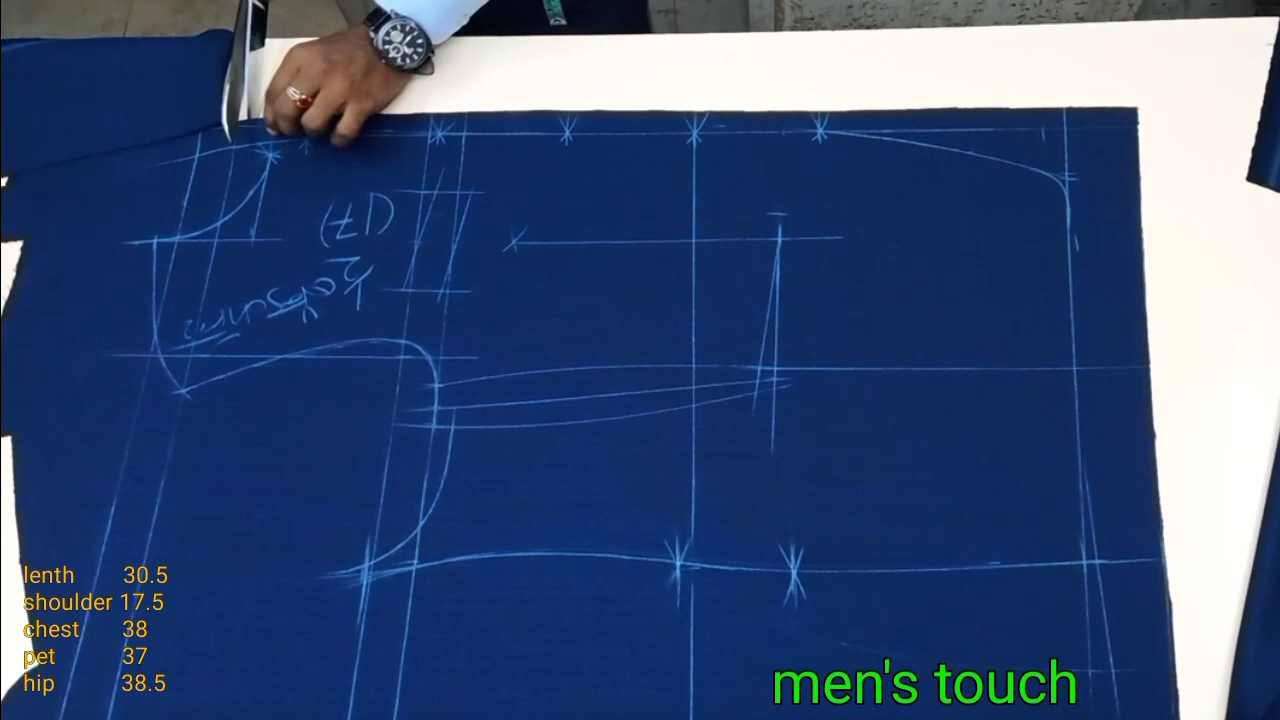 lenth 30.5
shoulder 17.5
chest 38
pet 37
hip 38.5
men's touch